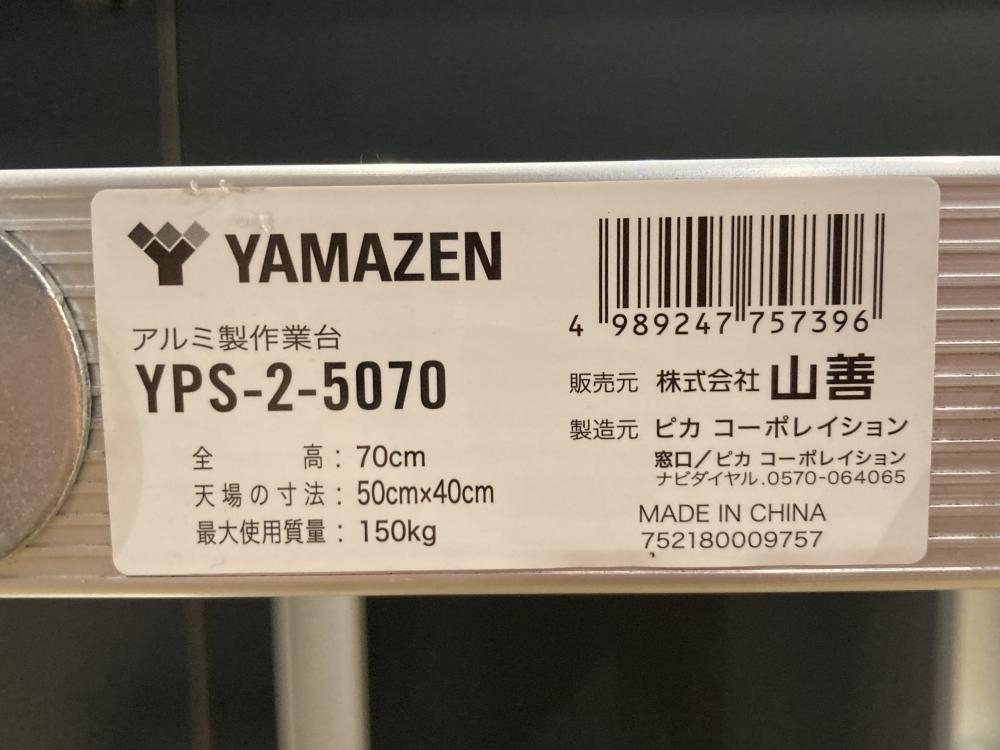 YAMAZEN
アルミ製作業台
YPS-2-5070
全　　高：70cm
天場の寸法：50cm×40cm
最大使用質量：150kg
4 989247 757396
販売元 株式会社 山善
製造元 ピカ コーポレイション
窓口/ピカ コーポレイション
ナビダイヤル.0570-064065
MADE IN CHINA
752180009757